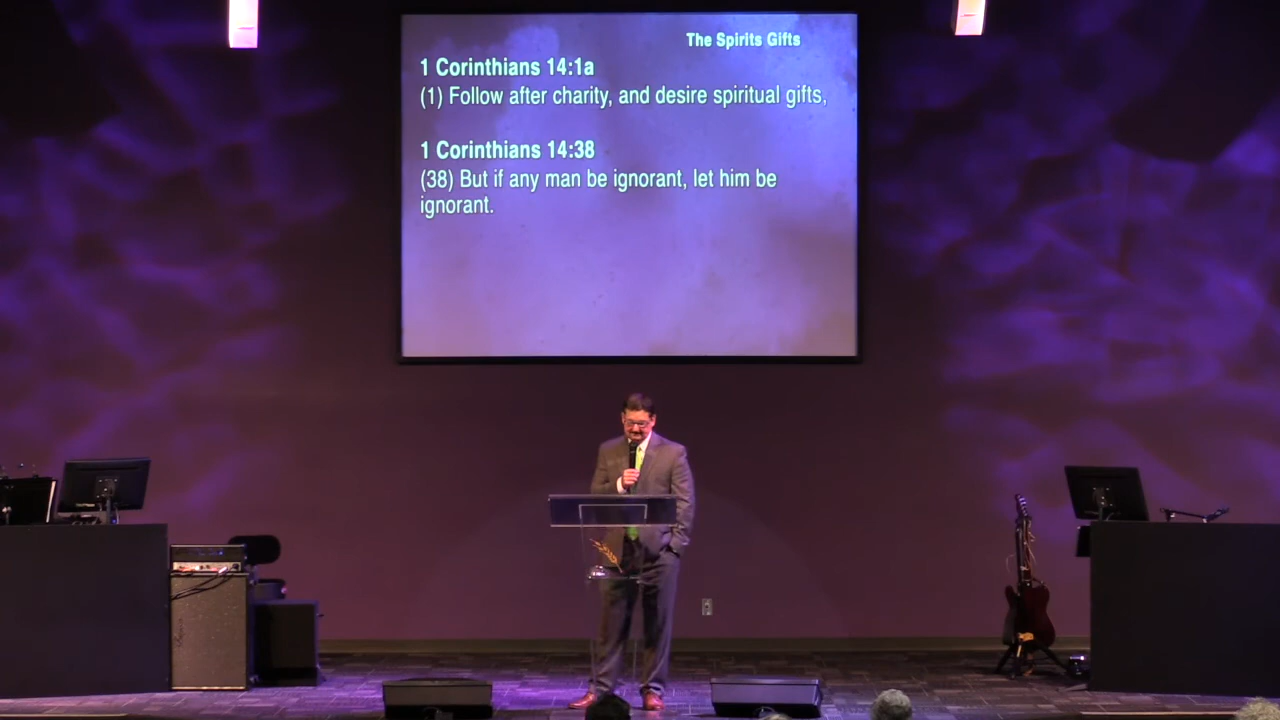 The Spirits Gifts
1 Corinthians 14:1a
(1) Follow after charity, and desire spiritual gifts,
1 Corinthians 14:38
(38) But if any man be ignorant, let him be
ignorant.